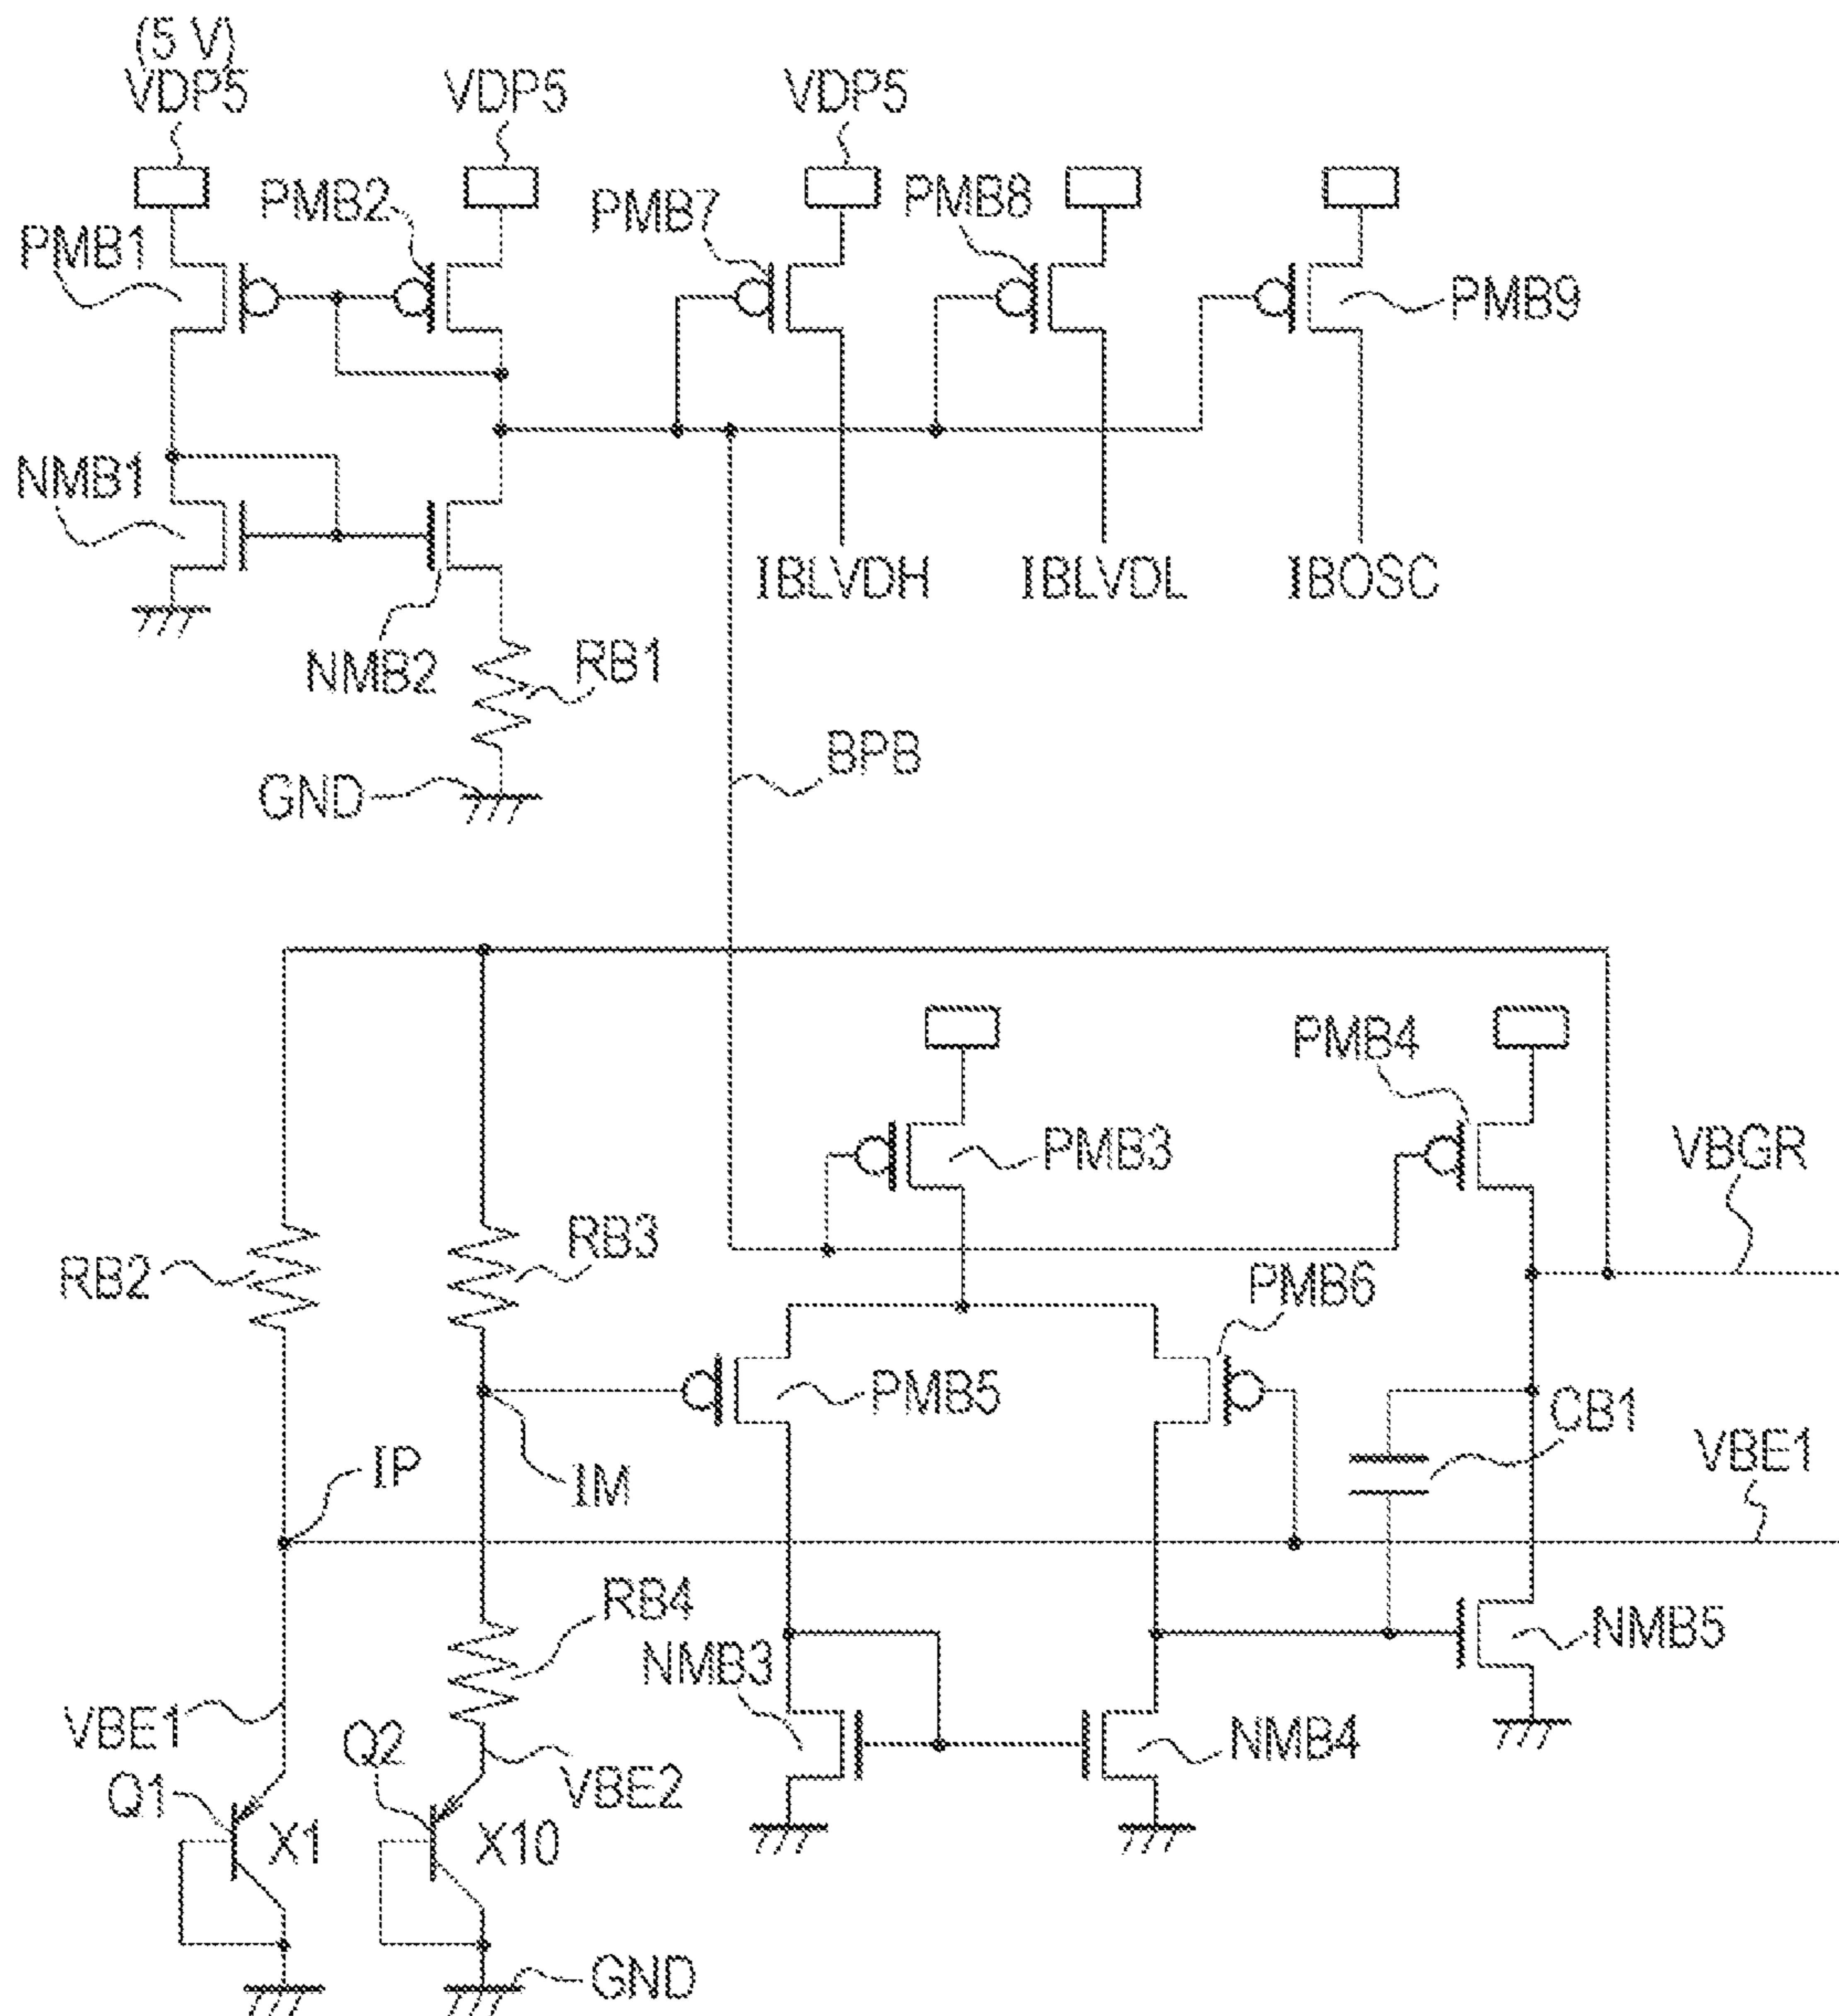 (5 V)
VDP5
VDP5
VDP5
PMB1
PMB2
PMB7
PMB8
PMB9
NMB1
NMB2
RB1
GND
IBLVDH
IBLVDL
IBOSC
BPB
PMB4
PMB3
VBGR
RB2
RB3
PMB6
PMB5
CB1
IP
IM
VBE1
RB4
NMB3
NMB5
VBE1
Q2
NMB4
VBE2
Q1
X1
X10
GND